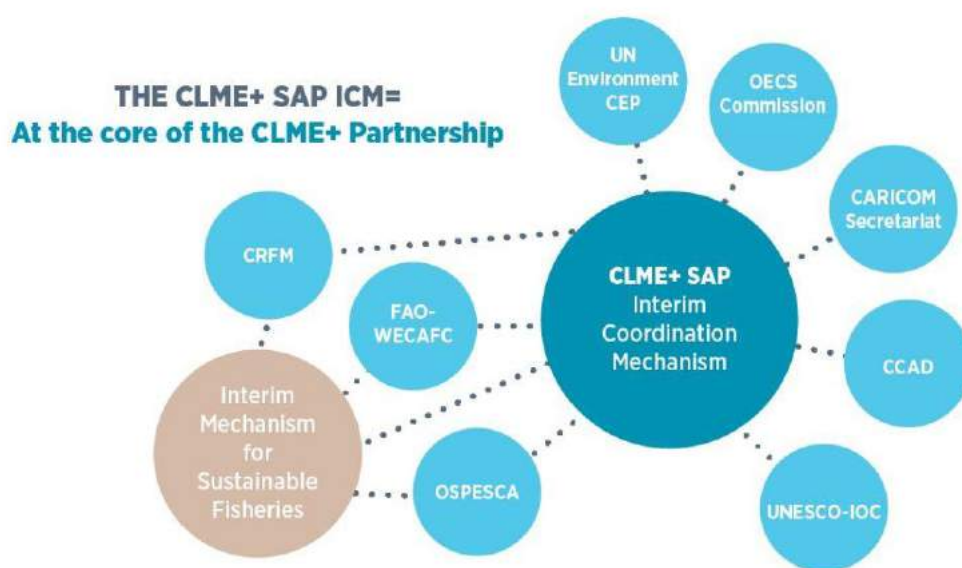 THE CLME+ SAP ICM=
At the core of the CLME+ Partnership
UN
Environment
CEP
OECS
Commission
CARICOM
Secretariat
CRFM
FAO-
WECAFC
CLME+ SAP
Interim
Coordination
Mechanism
CCAD
Interim
Mechanism
for
Sustainable
Fisheries
OSPESCA
UNESCO-IOC